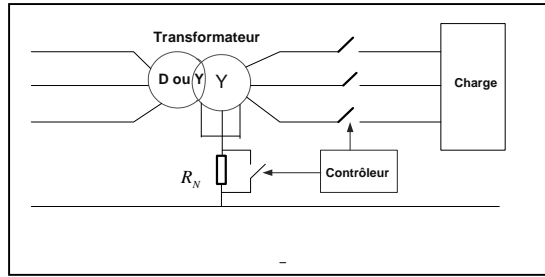 Transformateur
D ou Y
Y
Charge
R_N
Contrôleur
–